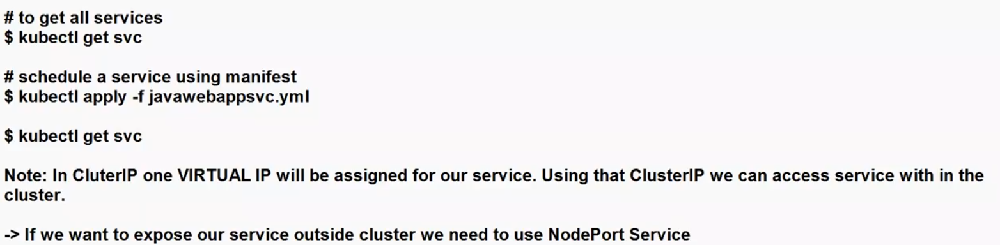 # to get all services
$ kubectl get svc
# schedule a service using manifest
$ kubectl apply -f javawebappsvc.yml
$ kubectl get svc
Note: In CluterIP one VIRTUAL IP will be assigned for our service. Using that ClusterIP we can access service with in the
cluster.
-> If we want to expose our service outside cluster we need to use NodePort Service